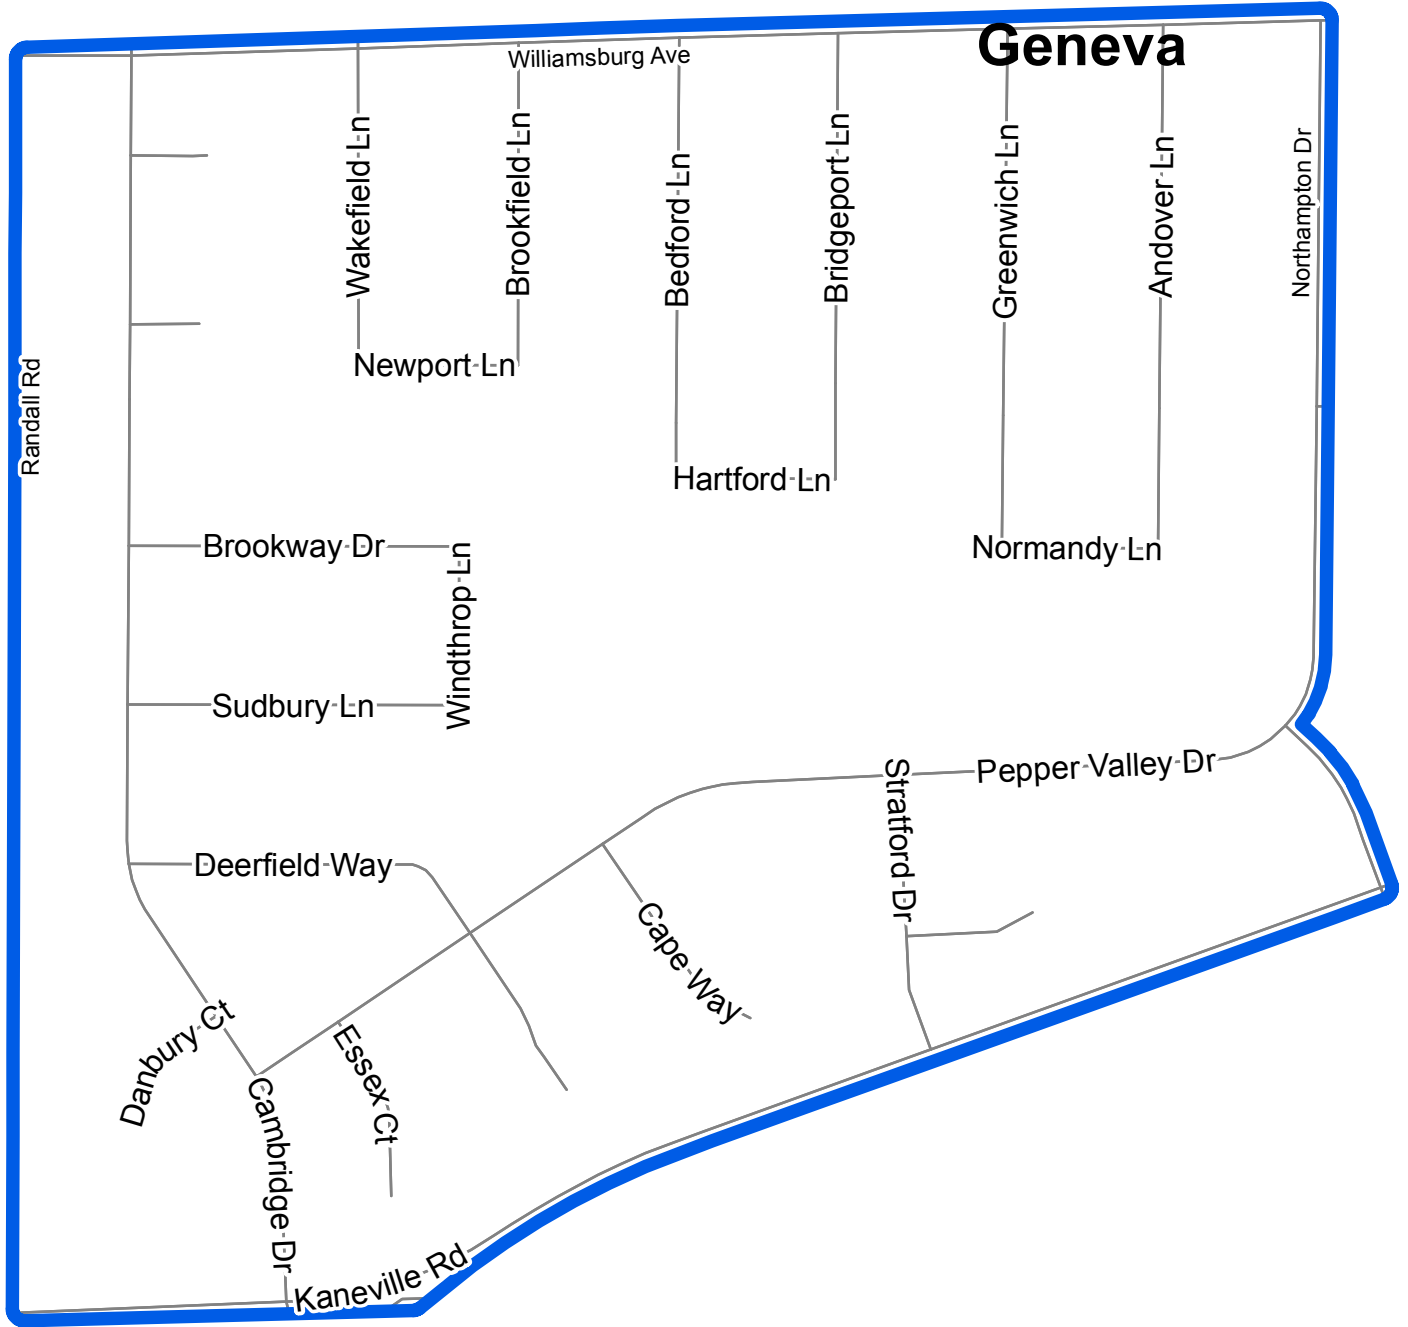 Geneva
Williamsburg Ave
Wakefield Ln
Brookfield Ln
Bedford Ln
Bridgeport Ln
Greenwich Ln
Andover Ln
Northampton Dr
Randall Rd
Newport Ln
Hartford Ln
Normandy Ln
Brookway Dr
Windthrop Ln
Sudbury Ln
Pepper Valley Dr
Stratford Dr
Deerfield Way
Cape Way
Danbury Ct
Essex Ct
Cambridge Dr
Kaneville Rd